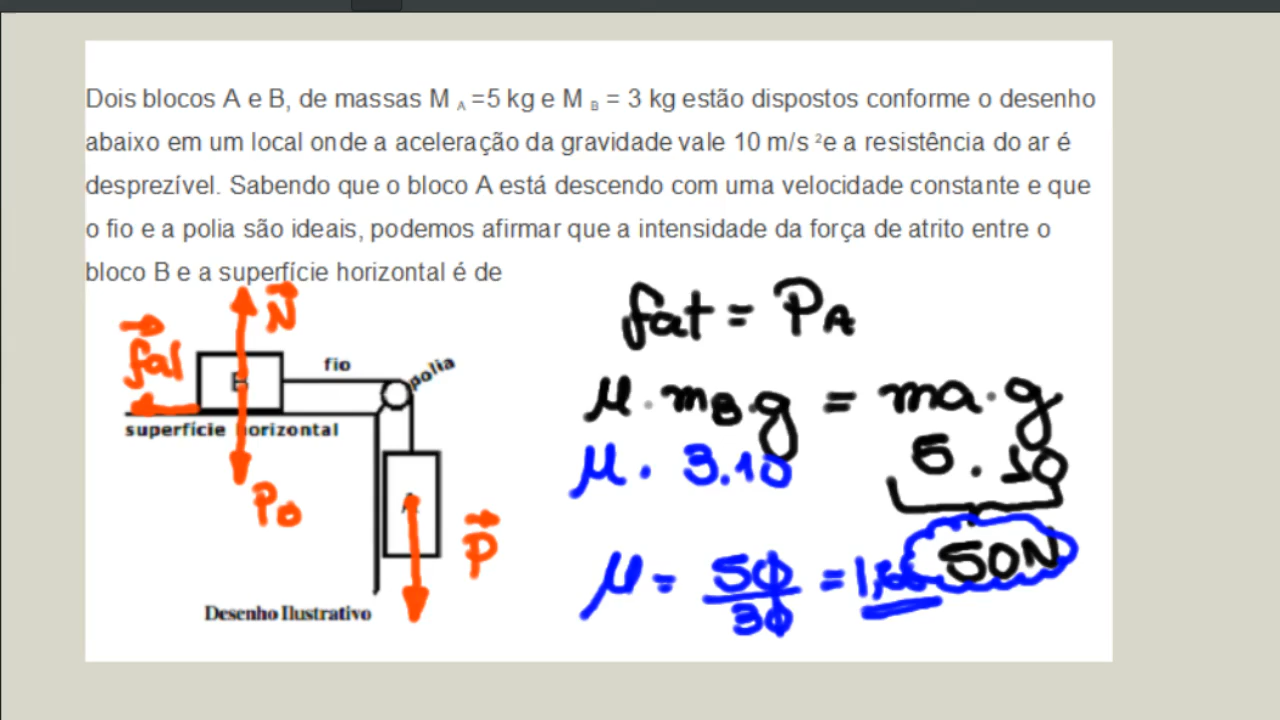 Dois blocos A e B, de massas M A =5 kg e M B = 3 kg estão dispostos conforme o desenho
abaixo em um local onde a aceleração da gravidade vale 10 m/s ²e a resistência do ar é
desprezível. Sabendo que o bloco A está descendo com uma velocidade constante e que
o fio e a polia são ideais, podemos afirmar que a intensidade da força de atrito entre o
bloco B e a superfície horizontal é de
N
fat = PA
fat
fio
polia
B
μ · mB g = ma · g
superfície horizontal
μ · 3.10
5 . 10
PB
A
P
50N
μ = 50/30 = 1,66
Desenho Ilustrativo